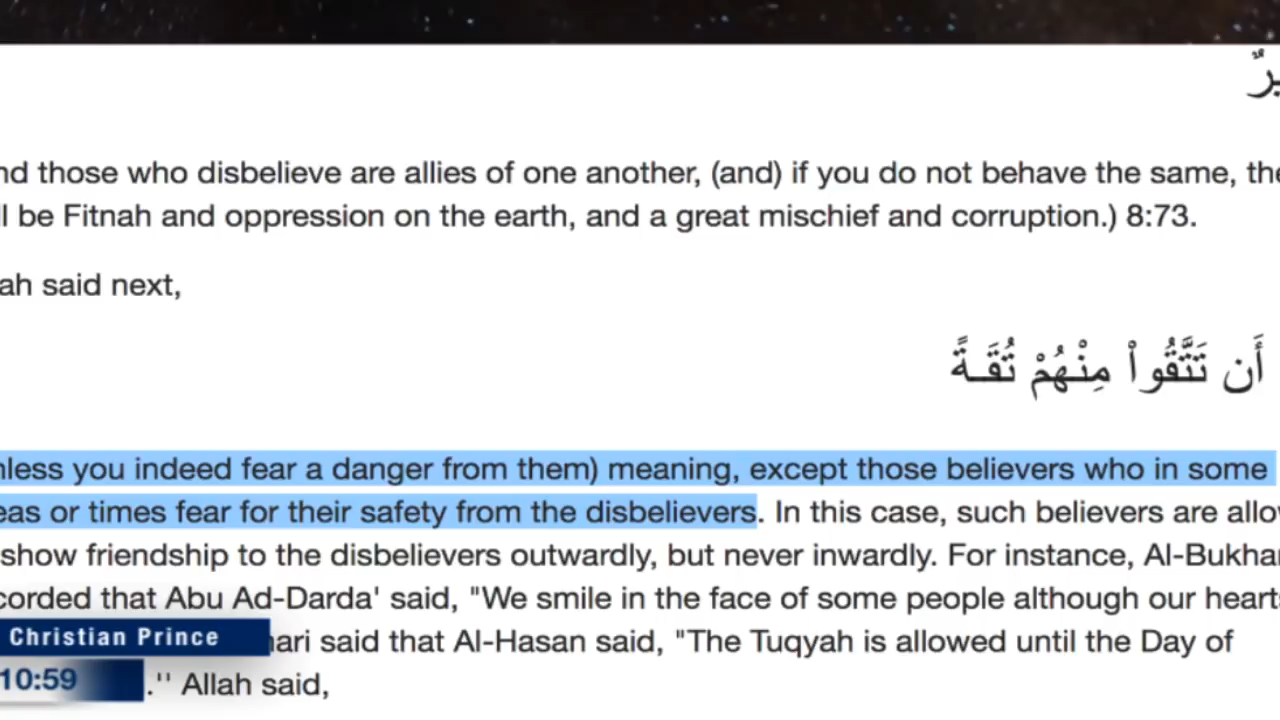 nd those who disbelieve are allies of one another, (and) if you do not behave the same, the
ll be Fitnah and oppression on the earth, and a great mischief and corruption.) 8:73.
ah said next,
أَن تَتَّقُواْ مِنْهُمْ تُقَـةً
nless you indeed fear a danger from them) meaning, except those believers who in some
eas or times fear for their safety from the disbelievers. In this case, such believers are allow
show friendship to the disbelievers outwardly, but never inwardly. For instance, Al-Bukhar
corded that Abu Ad-Darda' said, "We smile in the face of some people although our hearts
Christian Prince
ari said that Al-Hasan said, "The Tuqyah is allowed until the Day of
10:59
.'' Allah said,